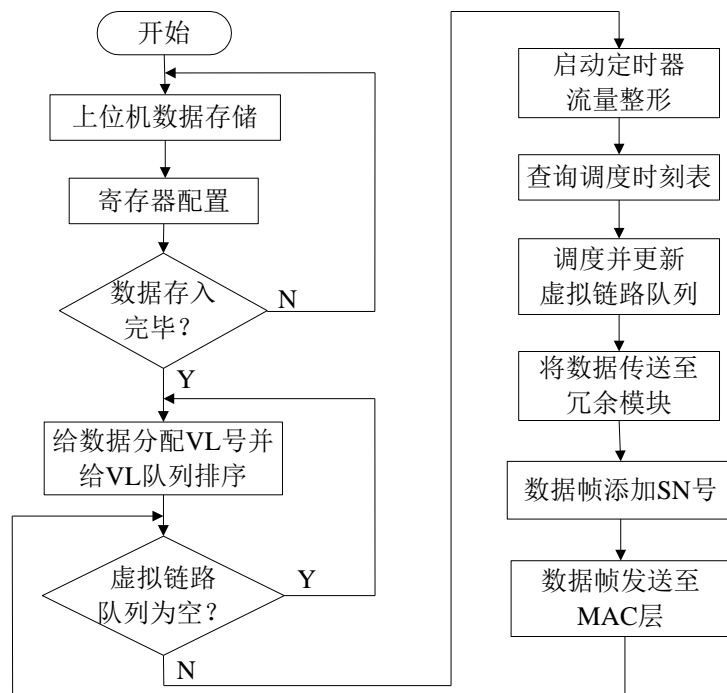 开始
上位机数据存储
寄存器配置
数据存入
完毕?
N
Y
给数据分配VL号并
给VL队列排序
虚拟链路
队列为空?
Y
N
启动定时器
流量整形
查询调度时刻表
调度并更新
虚拟链路队列
将数据传送至
冗余模块
数据帧添加SN号
数据帧发送至
MAC层